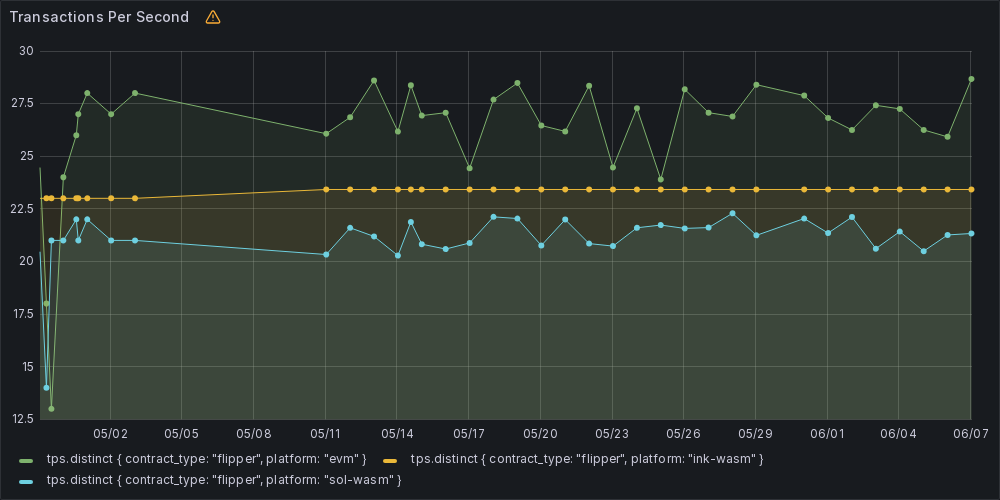 Transactions Per Second
30
27.5
25
22.5
20
17.5
15
12.5
05/02 05/05 05/08 05/11 05/14 05/17 05/20 05/23 05/26 05/29 06/01 06/04 06/07
tps.distinct { contract_type: "flipper", platform: "evm" } tps.distinct { contract_type: "flipper", platform: "ink-wasm" }
tps.distinct { contract_type: "flipper", platform: "sol-wasm" }